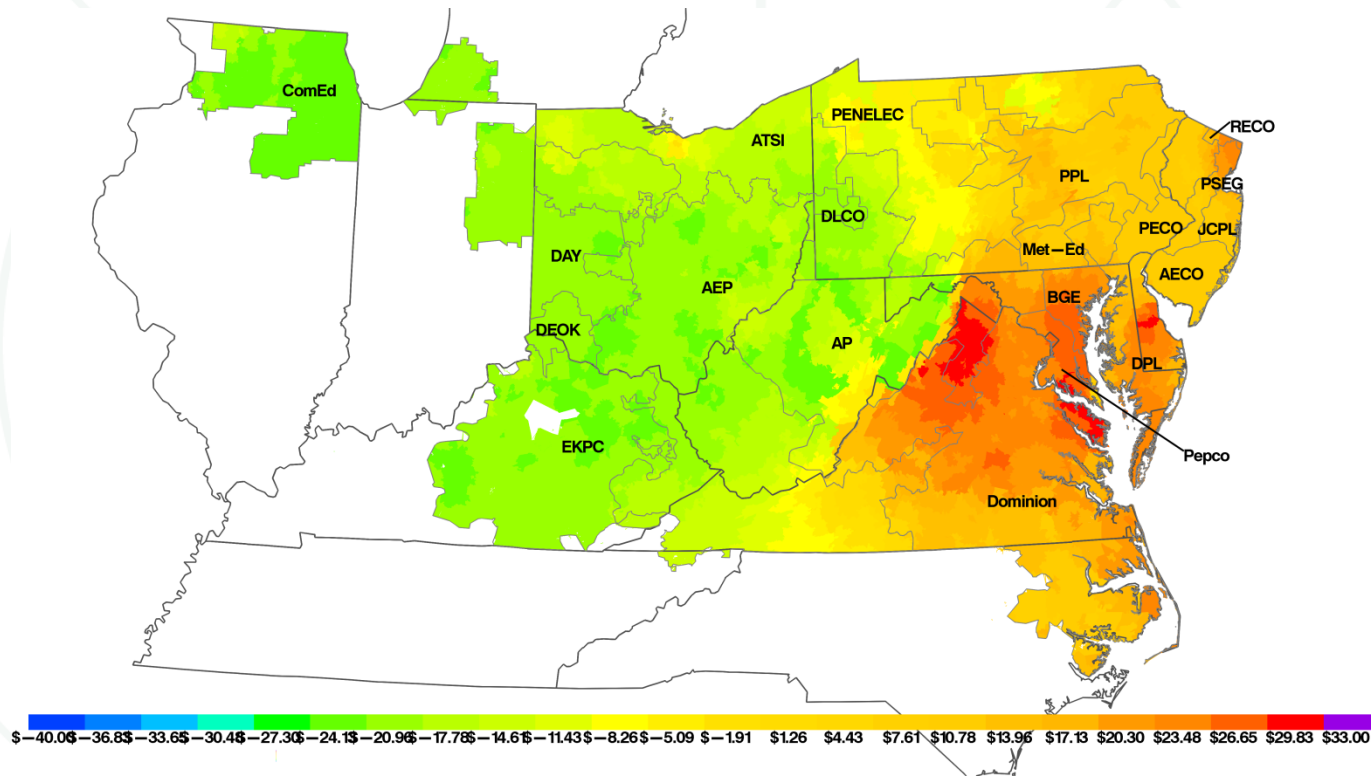 ComEd
RECO
PENELEC
ATSI
PPL
PSEG
DLCO
PECO
JCPL
Met—Ed
DAY
AEP
AECO
BGE
DEOK
AP
DPL
EKPC
Pepco
Dominion
$—40.00 $—36.83 $—33.65 $—30.48 $—27.30 $—24.13 $—20.96 $—17.78 $—14.61 $—11.43 $—8.26 $—5.09 $—1.91 $1.26 $4.43 $7.61 $10.78 $13.96 $17.13 $20.30 $23.48 $26.65 $29.83 $33.00